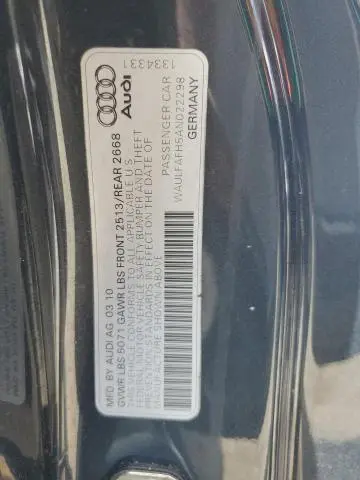 1334331
Audi
MFD BY AUDI AG 03 10
GVWR LBS 5071 GAWR LBS FRONT 2513/REAR 2668
THIS VEHICLE CONFORMS TO ALL APPLICABLE U S
FEDERAL MOTOR VEHICLE SAFETY BUMPER AND THEFT
PREVENTION STANDARDS IN EFFECT ON THE DATE OF
MANUFACTURE SHOWN ABOVE
PASSENGER CAR
WAULFAFH5AN022298
GERMANY